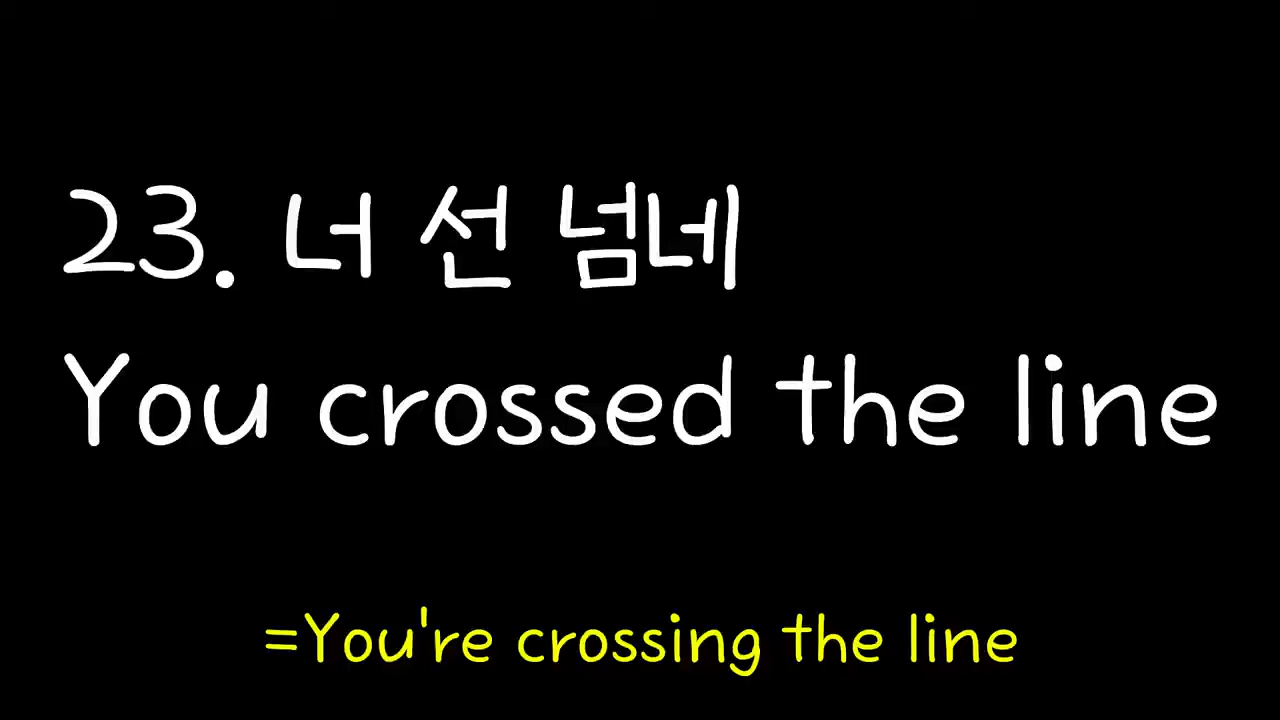 23. 너 선 넘네
You crossed the line
=You're crossing the line